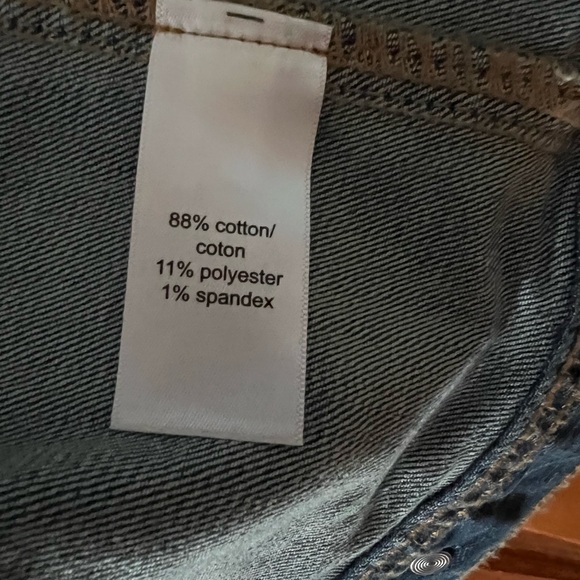 88% cotton/
coton
11% polyester
1% spandex